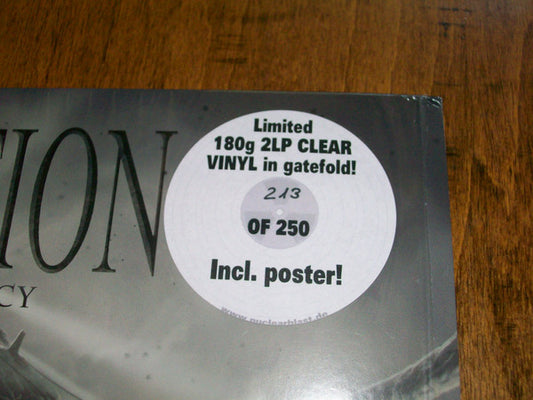 TION
CY
Limited
180g 2LP CLEAR
VINYL in gatefold!
213
OF 250
Incl. poster!
www.nuclearblast.de